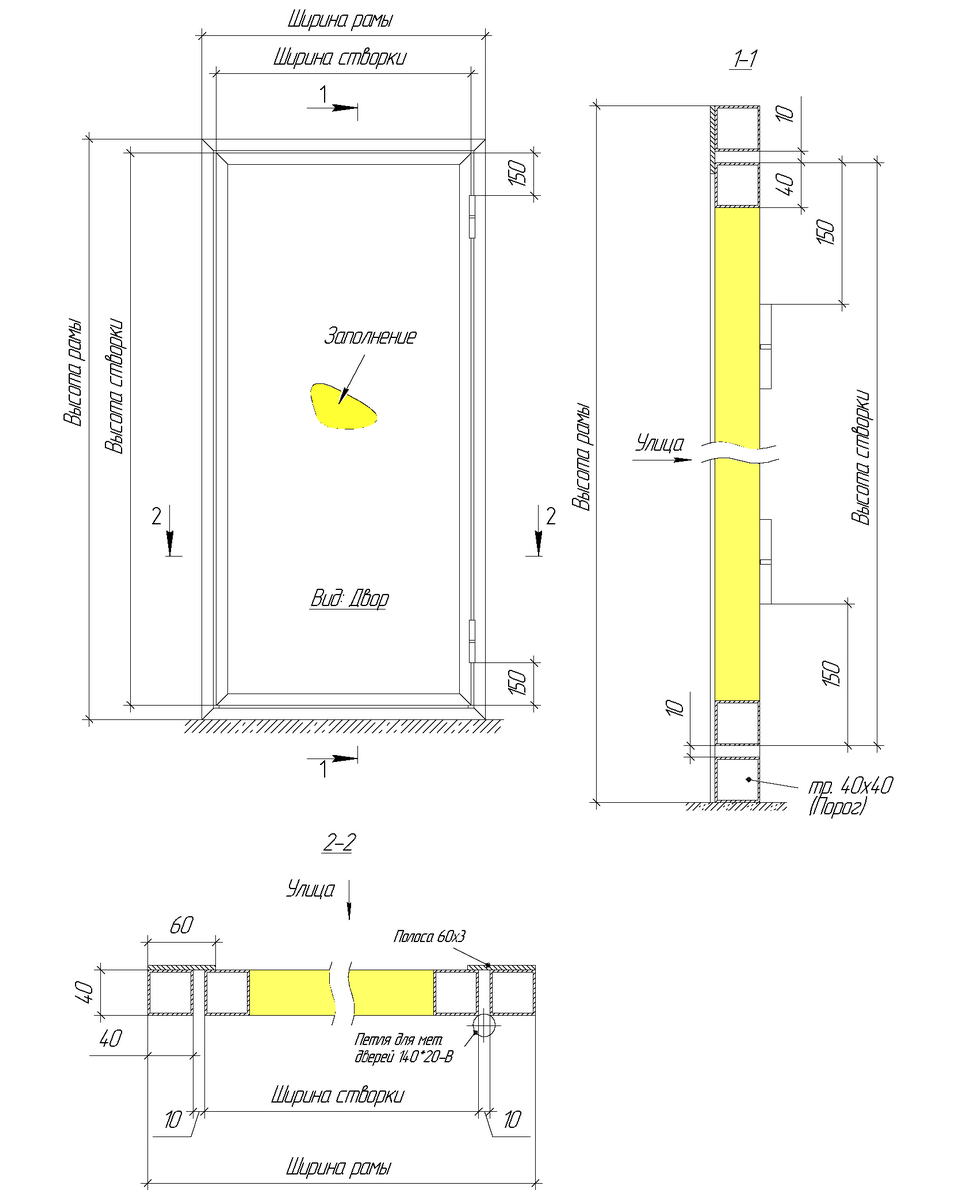 Ширина рамы
Ширина створки
1
150
Высота рамы
Высота створки
Заполнение
2
2
Вид: Двор
150
1
1-1
10
40
150
Высота рамы
Улица
Высота створки
150
10
тр. 40х40
(Порог)
2-2
Улица
60
Полоса 60х3
40
40
Петля для мет.
дверей 140*20-В
Ширина створки
10
10
Ширина рамы